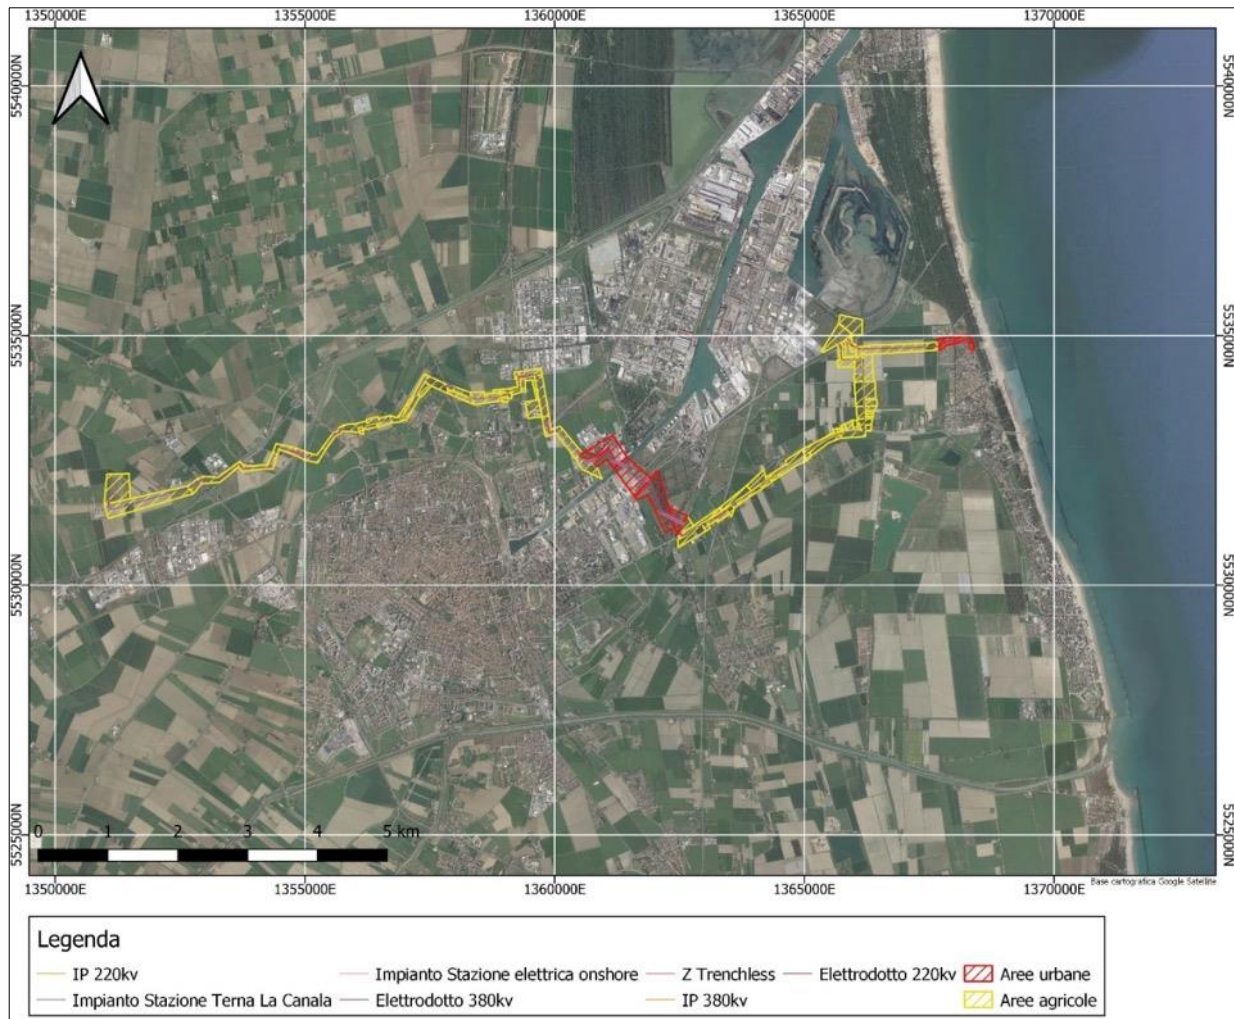 1350000E 1355000E 1360000E 1365000E 1370000E
5540000N 5540000N
5535000N 5535000N
5530000N 5530000N
5525000N 5525000N
0 1 2 3 4 5 km
Base cartografica Google Satellite
1350000E 1355000E 1360000E 1365000E 1370000E
Legenda
IP 220kv Impianto Stazione elettrica onshore Z Trenchless Elettrodotto 220kv Aree urbane
Impianto Stazione Terna La Canala Elettrodotto 380kv IP 380kv Aree agricole